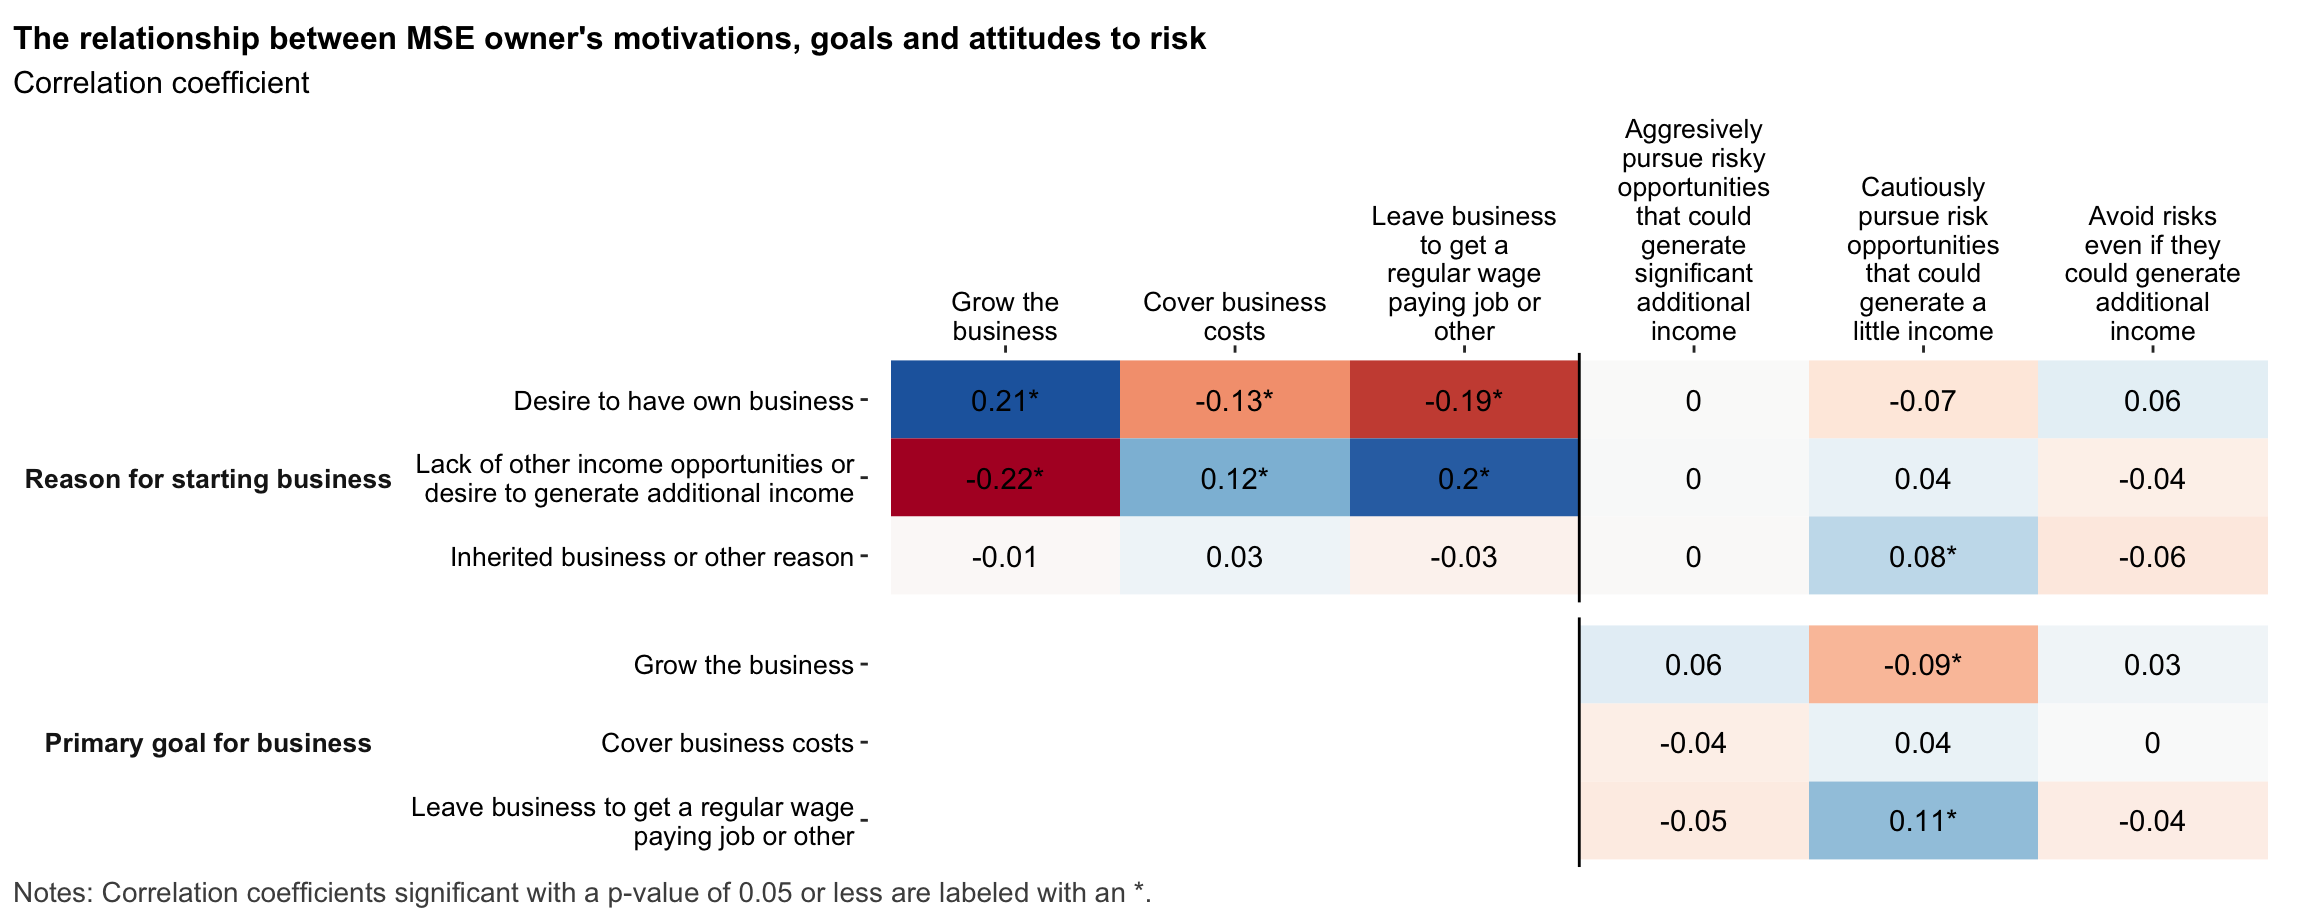 The relationship between MSE owner's motivations, goals and attitudes to risk
Correlation coefficient
Grow the
business
Cover business
costs
Leave business
to get a
regular wage
paying job or
other
Aggresively
pursue risky
opportunities
that could
generate
significant
additional
income
Cautiously
pursue risk
opportunities
that could
generate a
little income
Avoid risks
even if they
could generate
additional
income
Reason for starting business
Desire to have own business
0.21* -0.13* -0.19* 0 -0.07 0.06
Lack of other income opportunities or
desire to generate additional income
-0.22* 0.12* 0.2* 0 0.04 -0.04
Inherited business or other reason
-0.01 0.03 -0.03 0 0.08* -0.06
Primary goal for business
Grow the business
0.06 -0.09* 0.03
Cover business costs
-0.04 0.04 0
Leave business to get a regular wage
paying job or other
-0.05 0.11* -0.04
Notes: Correlation coefficients significant with a p-value of 0.05 or less are labeled with an *.